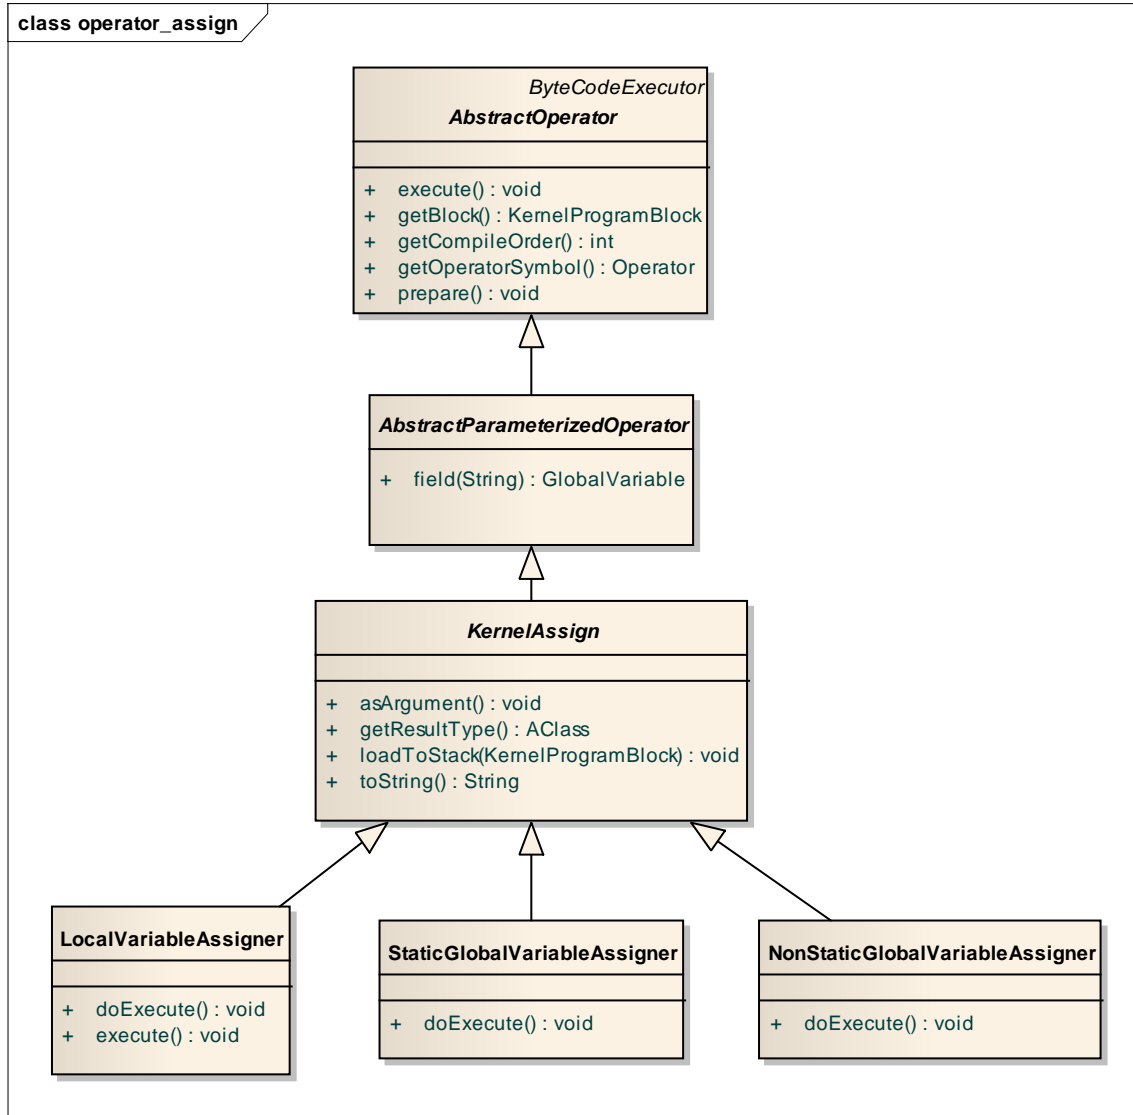 class operator_assign
ByteCodeExecutor
AbstractOperator
+ execute() : void
+ getBlock() : KernelProgramBlock
+ getCompileOrder() : int
+ getOperatorSymbol() : Operator
+ prepare() : void
AbstractParameterizedOperator
+ field(String) : GlobalVariable
KernelAssign
+ asArgument() : void
+ getResultType() : AClass
+ loadToStack(KernelProgramBlock) : void
+ toString() : String
LocalVariableAssigner
+ doExecute() : void
+ execute() : void
StaticGlobalVariableAssigner
+ doExecute() : void
NonStaticGlobalVariableAssigner
+ doExecute() : void